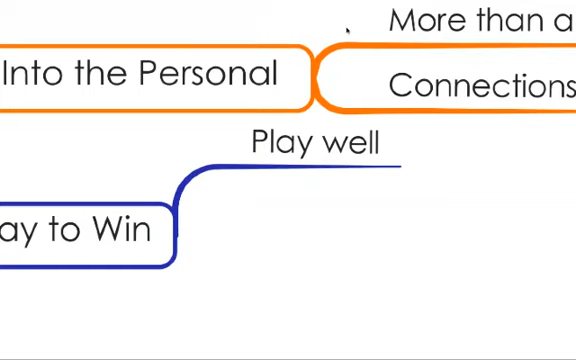 More than a
Into the Personal
Connections
Play well
ay to Win